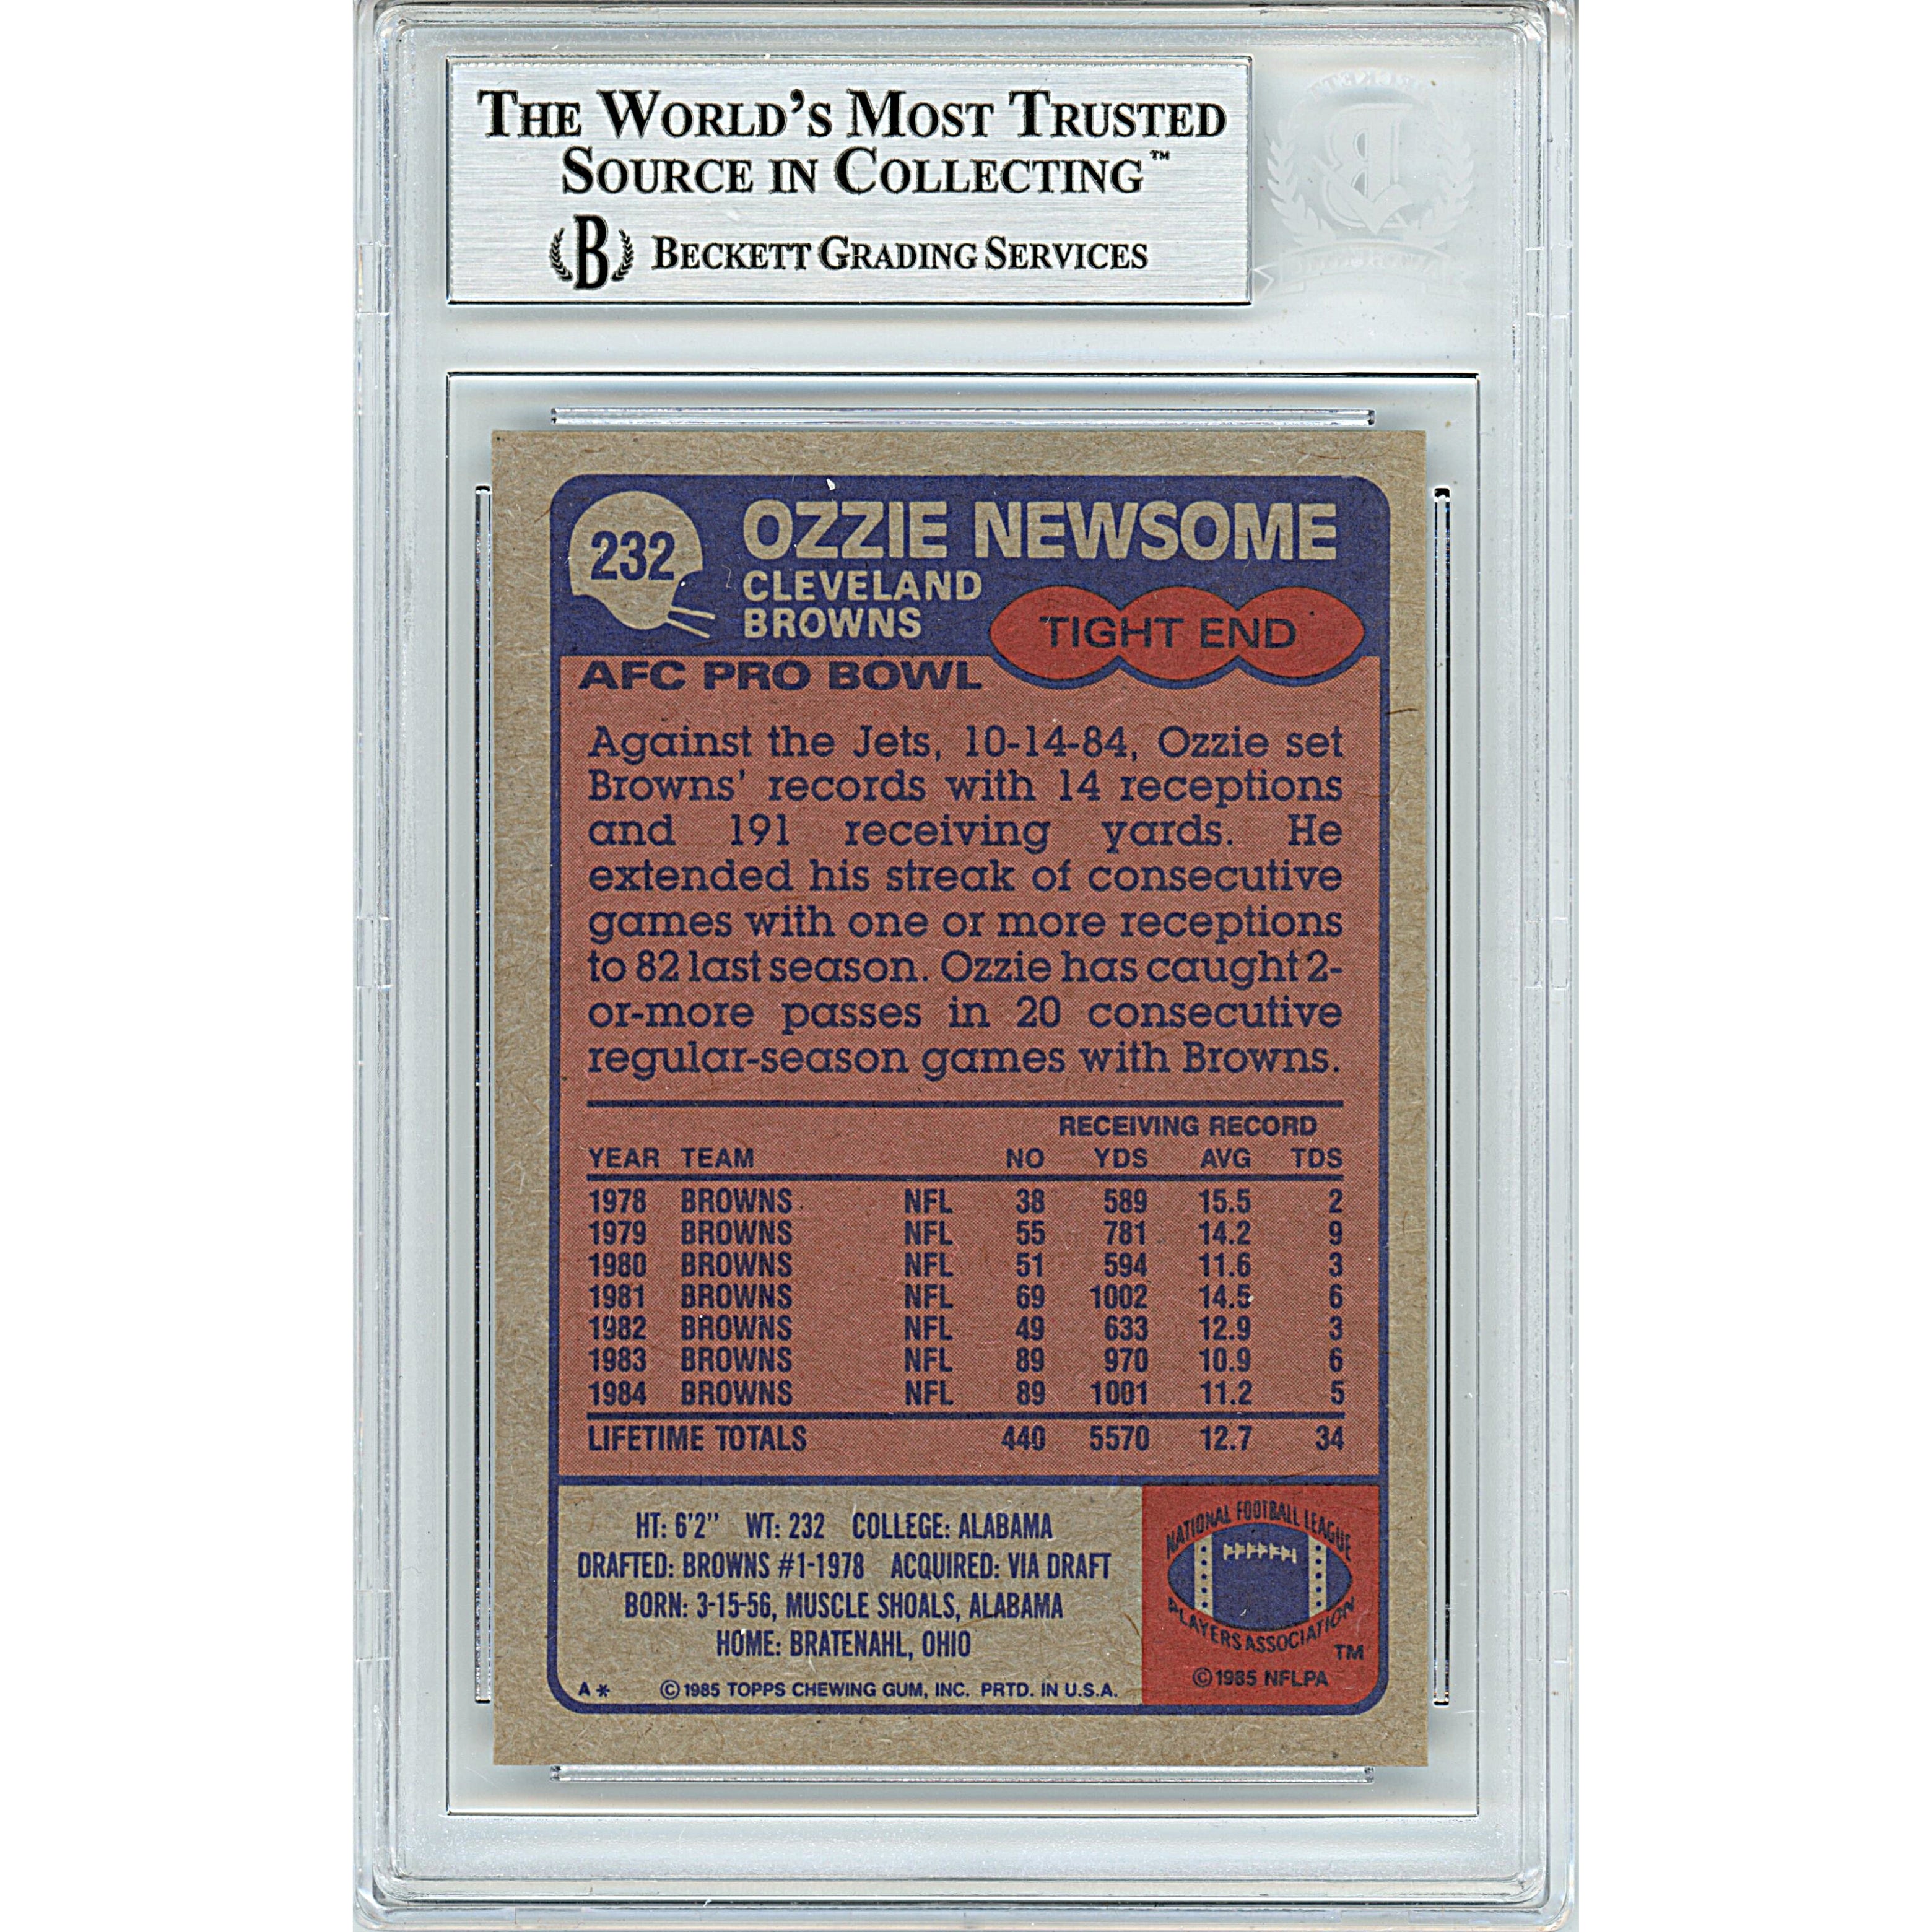 THE WORLD'S MOST TRUSTED
SOURCE IN COLLECTING™
B BECKETT GRADING SERVICES
232
OZZIE NEWSOME
CLEVELAND
BROWNS
TIGHT END
AFC PRO BOWL
Against the Jets, 10-14-84, Ozzie set
Browns' records with 14 receptions
and 191 receiving yards. He
extended his streak of consecutive
games with one or more receptions
to 82 last season. Ozzie has caught 2-
or-more passes in 20 consecutive
regular-season games with Browns.
RECEIVING RECORD
YEAR TEAM NO YDS AVG TDS
1978 BROWNS NFL 38 589 15.5 2
1979 BROWNS NFL 55 781 14.2 9
1980 BROWNS NFL 51 594 11.6 3
1981 BROWNS NFL 69 1002 14.5 6
1982 BROWNS NFL 49 633 12.9 3
1983 BROWNS NFL 89 970 10.9 6
1984 BROWNS NFL 89 1001 11.2 5
LIFETIME TOTALS 440 5570 12.7 34
HT: 6'2" WT: 232 COLLEGE: ALABAMA
DRAFTED: BROWNS #1-1978 ACQUIRED: VIA DRAFT
BORN: 3-15-56, MUSCLE SHOALS, ALABAMA
HOME: BRATENAHL, OHIO
A * ©1985 TOPPS CHEWING GUM, INC. PRTD. IN U.S.A.
NATIONAL FOOTBALL LEAGUE
PLAYERS ASSOCIATION
TM
©1985 NFLPA